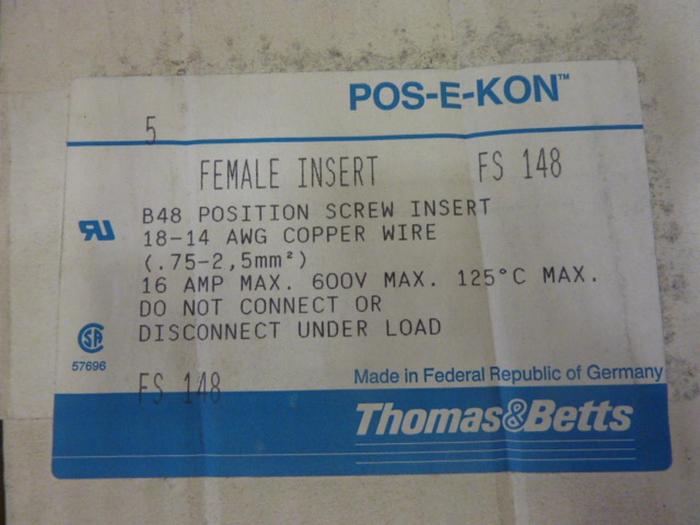 POS-E-KON™
5
FEMALE INSERT FS 148
B48 POSITION SCREW INSERT
18-14 AWG COPPER WIRE
(.75-2,5mm²)
16 AMP MAX. 600V MAX. 125°C MAX.
DO NOT CONNECT OR
DISCONNECT UNDER LOAD
RU
SA
57696
FS 148
Made in Federal Republic of Germany
Thomas&Betts